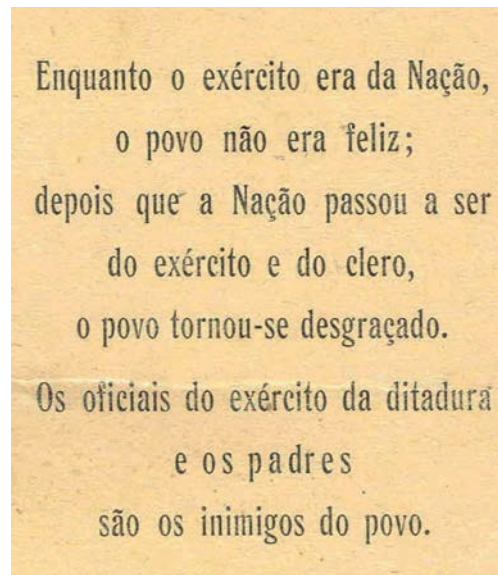 Enquanto o exército era da Nação,
o povo não era feliz;
depois que a Nação passou a ser
do exército e do clero,
o povo tornou-se desgraçado.
Os oficiais do exército da ditadura
e os padres
são os inimigos do povo.